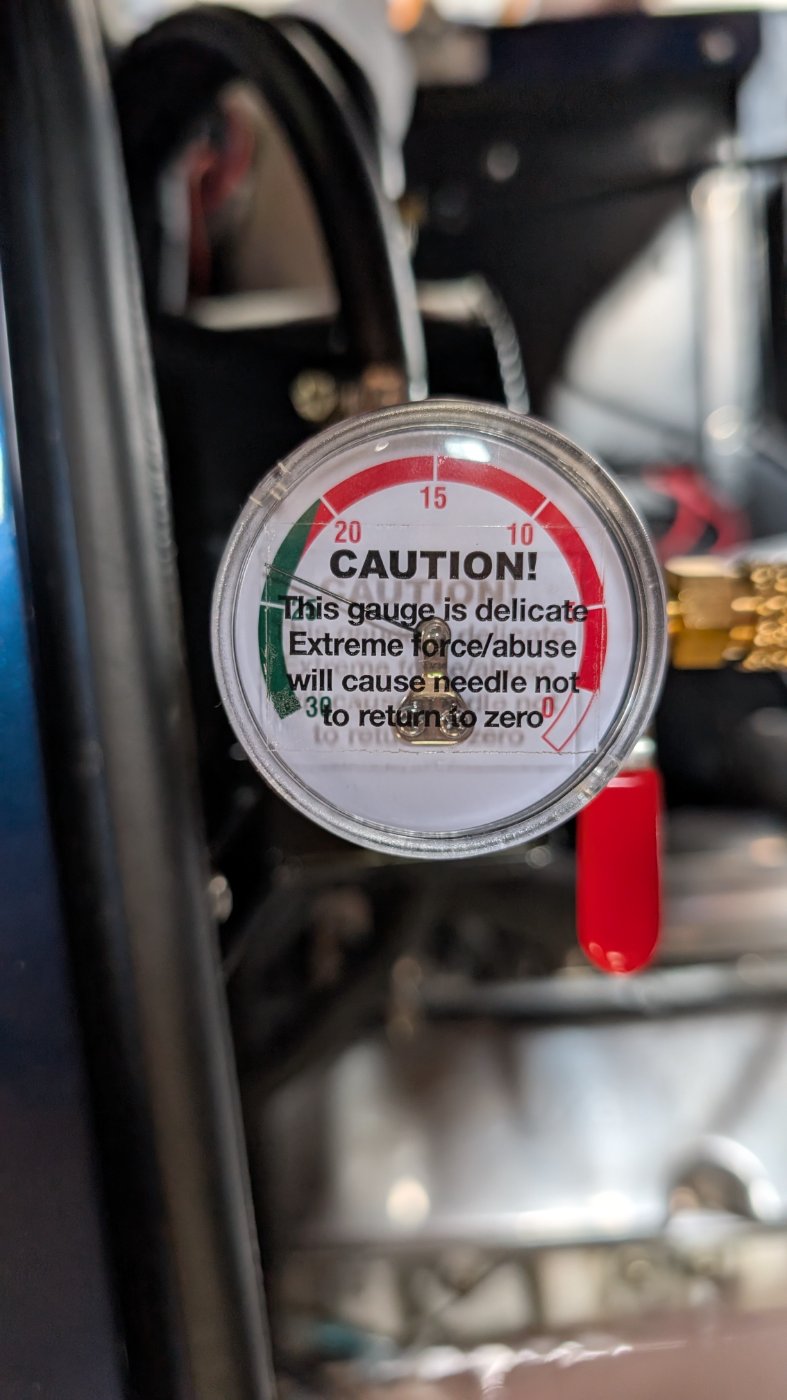 15
20 10
CAUTION!
This gauge is delicate
25
Extreme force/abuse
will cause needle not
30 0
to return to zero